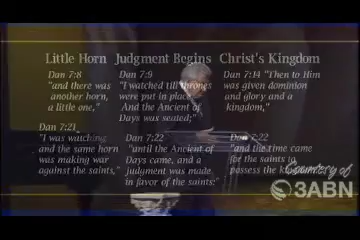 Little Horn
Dan 7:8
"and there was
another horn,
a little one,"
Dan 7:21
"I was watching
and the same horn
was making war
against the saints,"
Judgment Begins
Dan 7:9
"I watched till thrones
were put in place,
And the Ancient of
Days was seated;"
Dan 7:22
"until the Ancient of
Days came, and a
judgment was made
in favor of the saints:"
Christ's Kingdom
Dan 7:14 "Then to Him
was given dominion
and glory and a
kingdom,"
Dan 7:22
"and the time came
for the saints to
possess the
Courtesy of
3ABN